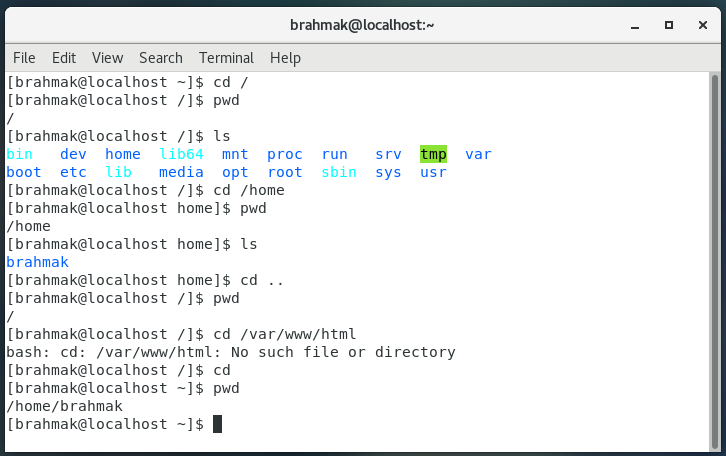 brahmak@localhost:~
File Edit View Search Terminal Help
[brahmak@localhost ~]$ cd /
[brahmak@localhost /]$ pwd
/
[brahmak@localhost /]$ ls
bin   dev  home  lib64  mnt  proc  run   srv  tmp  var
boot  etc  lib   media  opt  root  sbin  sys  usr
[brahmak@localhost /]$ cd /home
[brahmak@localhost home]$ pwd
/home
[brahmak@localhost home]$ ls
brahmak
[brahmak@localhost home]$ cd ..
[brahmak@localhost /]$ pwd
/
[brahmak@localhost /]$ cd /var/www/html
bash: cd: /var/www/html: No such file or directory
[brahmak@localhost /]$ cd
[brahmak@localhost ~]$ pwd
/home/brahmak
[brahmak@localhost ~]$